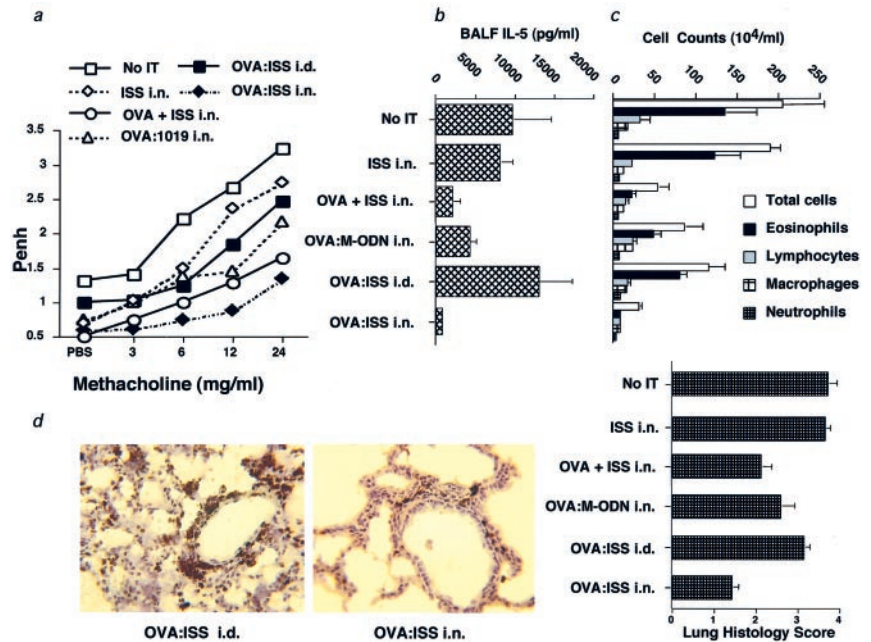 a
No IT
OVA:ISS i.d.
ISS i.n.
OVA:ISS i.n.
OVA + ISS i.n.
OVA:1019 i.n.
3.5
3
2.5
2
1.5
1
0.5
Penh
PBS
3
6
12
24
Methacholine (mg/ml)
b
BALF IL-5 (pg/ml)
0
5000
10000
15000
20000
No IT
ISS i.n.
OVA + ISS i.n.
OVA:M-ODN i.n.
OVA:ISS i.d.
OVA:ISS i.n.
c
Cell Counts (10⁴/ml)
0
50
100
150
200
250
Total cells
Eosinophils
Lymphocytes
Macrophages
Neutrophils
d
OVA:ISS i.d.
OVA:ISS i.n.
No IT
ISS i.n.
OVA + ISS i.n.
OVA:M-ODN i.n.
OVA:ISS i.d.
OVA:ISS i.n.
0
1
2
3
4
Lung Histology Score